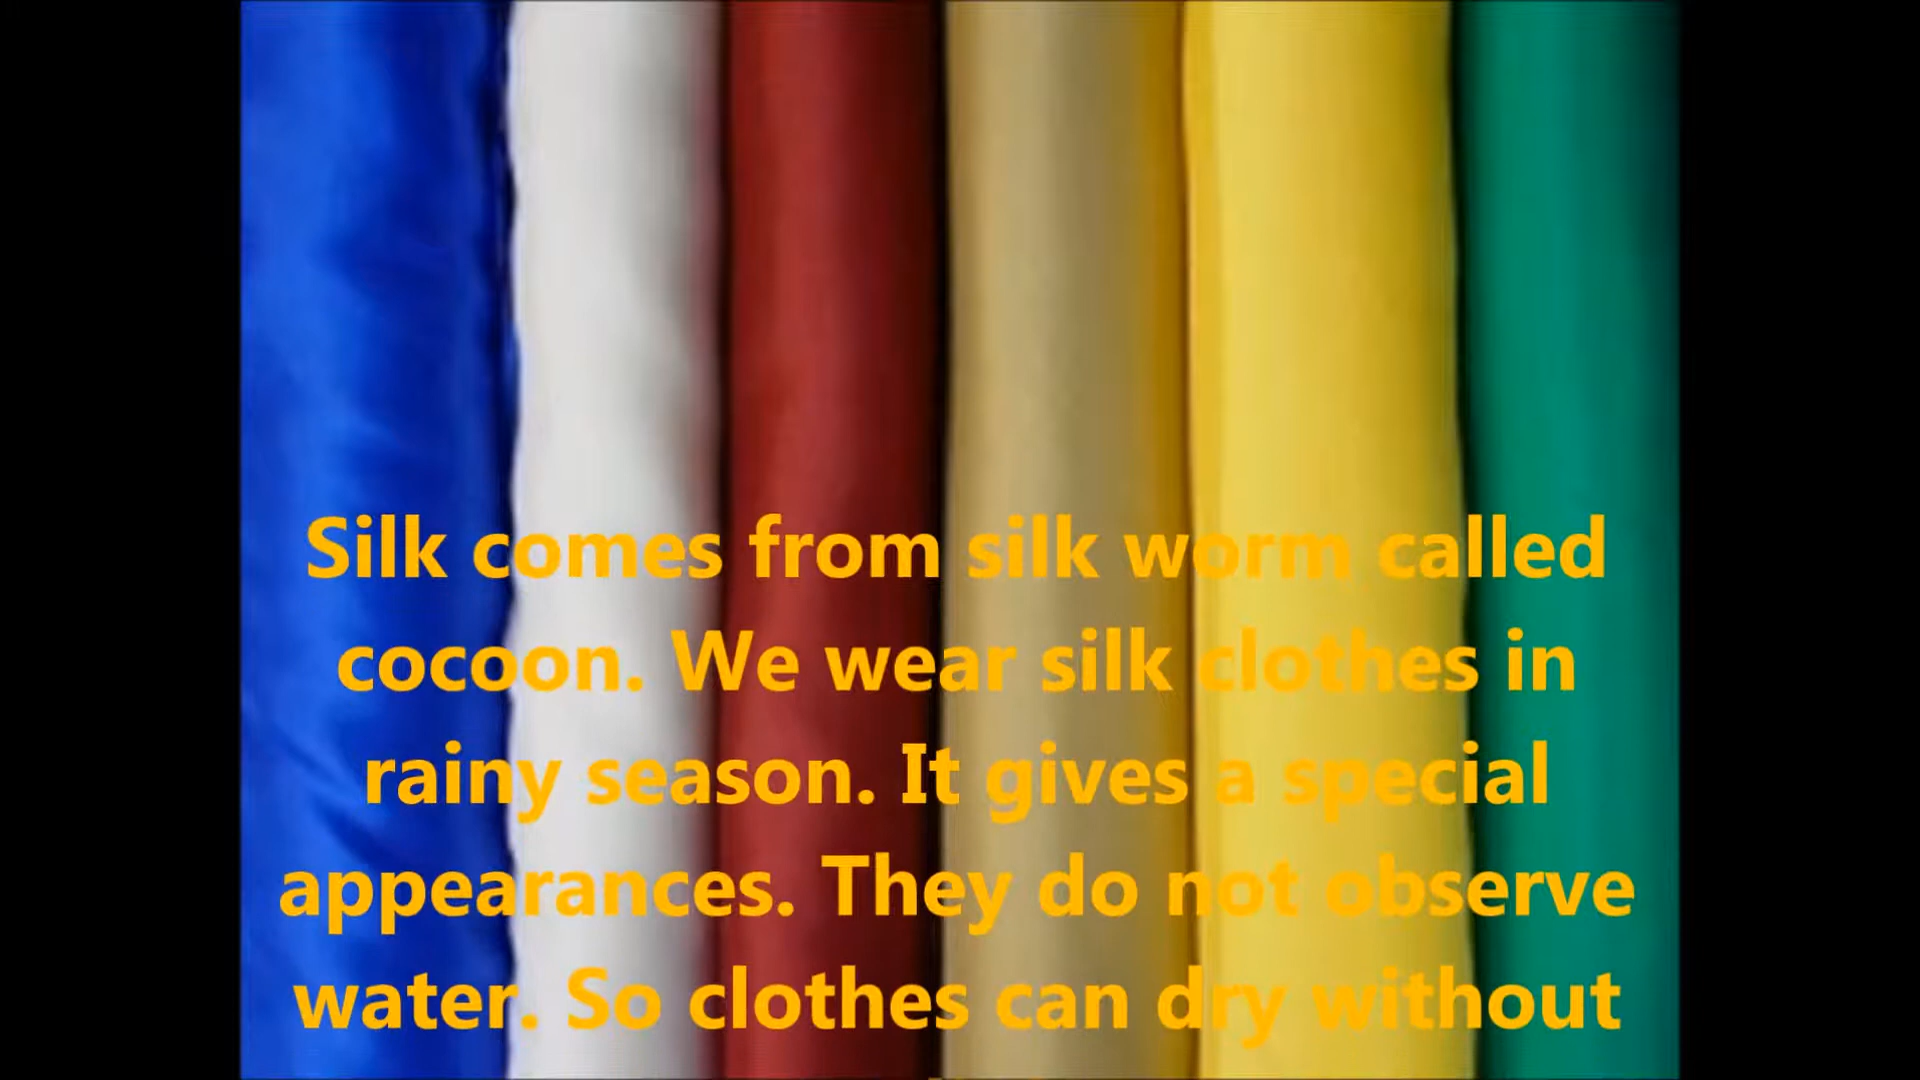 Silk comes from silk worm called
cocoon. We wear silk clothes in
rainy season. It gives a special
appearances. They do not observe
water. So clothes can dry without